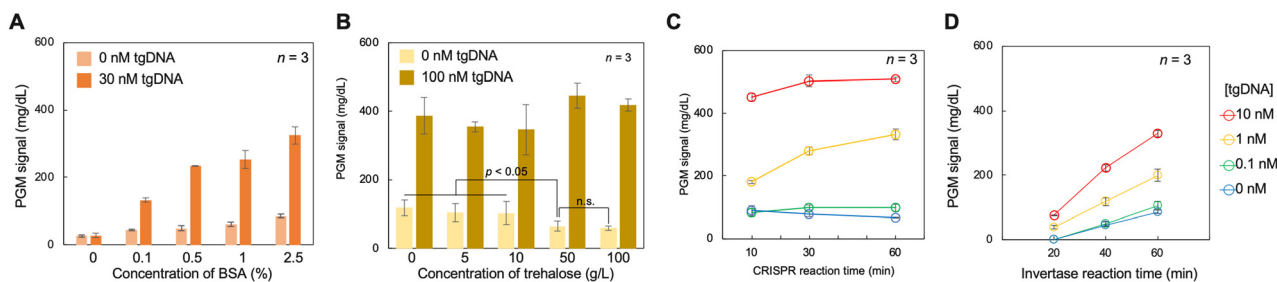 A
600
400
200
0
PGM signal (mg/dL)
0 nM tgDNA
30 nM tgDNA
n = 3
0 0.1 0.5 1 2.5
Concentration of BSA (%)
B
600
400
200
0
PGM signal (mg/dL)
0 nM tgDNA
100 nM tgDNA
n = 3
p < 0.05
n.s.
0 5 10 50 100
Concentration of trehalose (g/L)
C
600
400
200
0
PGM signal (mg/dL)
n = 3
10 30 60
CRISPR reaction time (min)
D
600
400
200
0
PGM signal (mg/dL)
n = 3
20 40 60
Invertase reaction time (min)
[tgDNA]
10 nM
1 nM
0.1 nM
0 nM